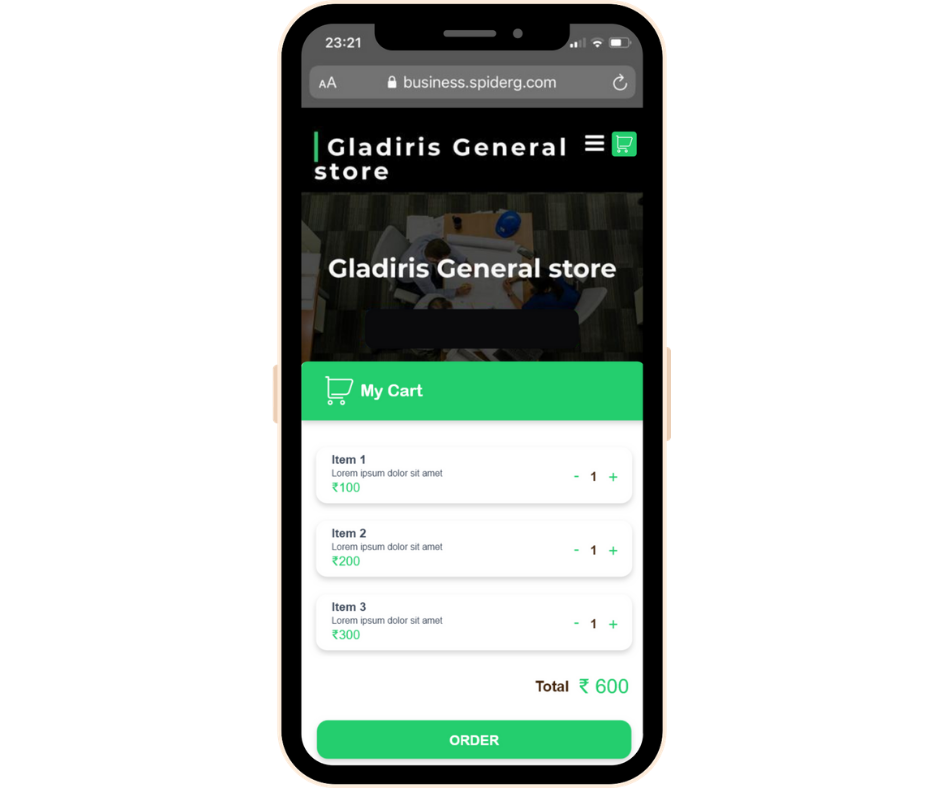 23:21
AA business.spiderg.com
Gladiris General
store
Gladiris General store
My Cart
Item 1
Lorem ipsum dolor sit amet
₹100
- 1 +
Item 2
Lorem ipsum dolor sit amet
₹200
- 1 +
Item 3
Lorem ipsum dolor sit amet
₹300
- 1 +
Total ₹ 600
ORDER